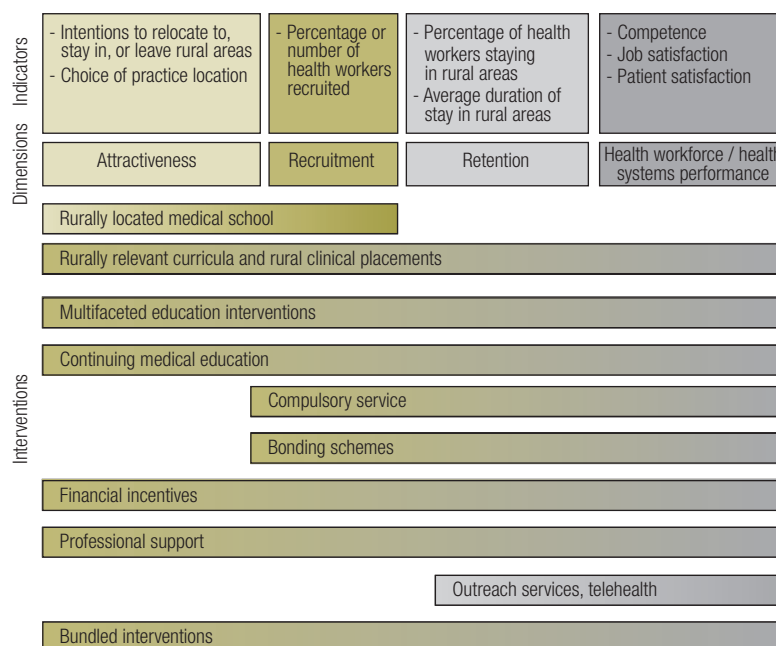 Indicators
- Intentions to relocate to,
stay in, or leave rural areas
- Choice of practice location
- Percentage or
number of
health workers
recruited
- Percentage of health
workers staying
in rural areas
- Average duration of
stay in rural areas
- Competence
- Job satisfaction
- Patient satisfaction
Dimensions
Attractiveness
Recruitment
Retention
Health workforce / health
systems performance
Interventions
Rurally located medical school
Rurally relevant curricula and rural clinical placements
Multifaceted education interventions
Continuing medical education
Compulsory service
Bonding schemes
Financial incentives
Professional support
Outreach services, telehealth
Bundled interventions